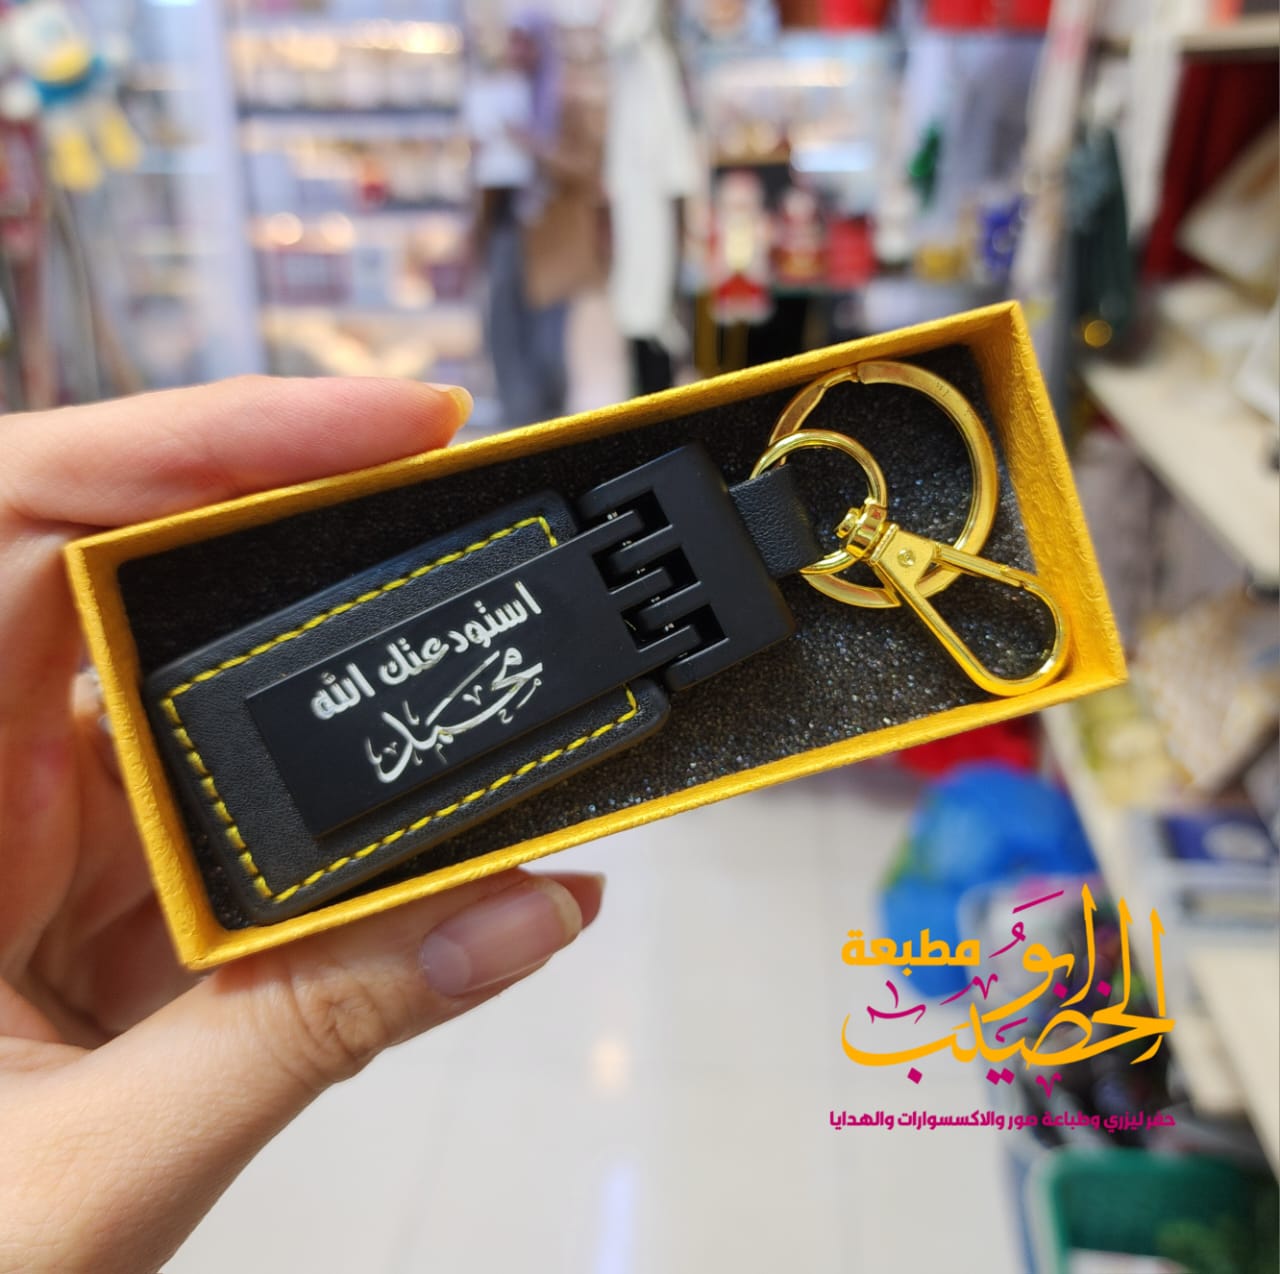 استودعتك الله
محمد
مطبعة
ابو الخصيب
حفر ليزري وطباعة صور والاكسسوارات والهدايا